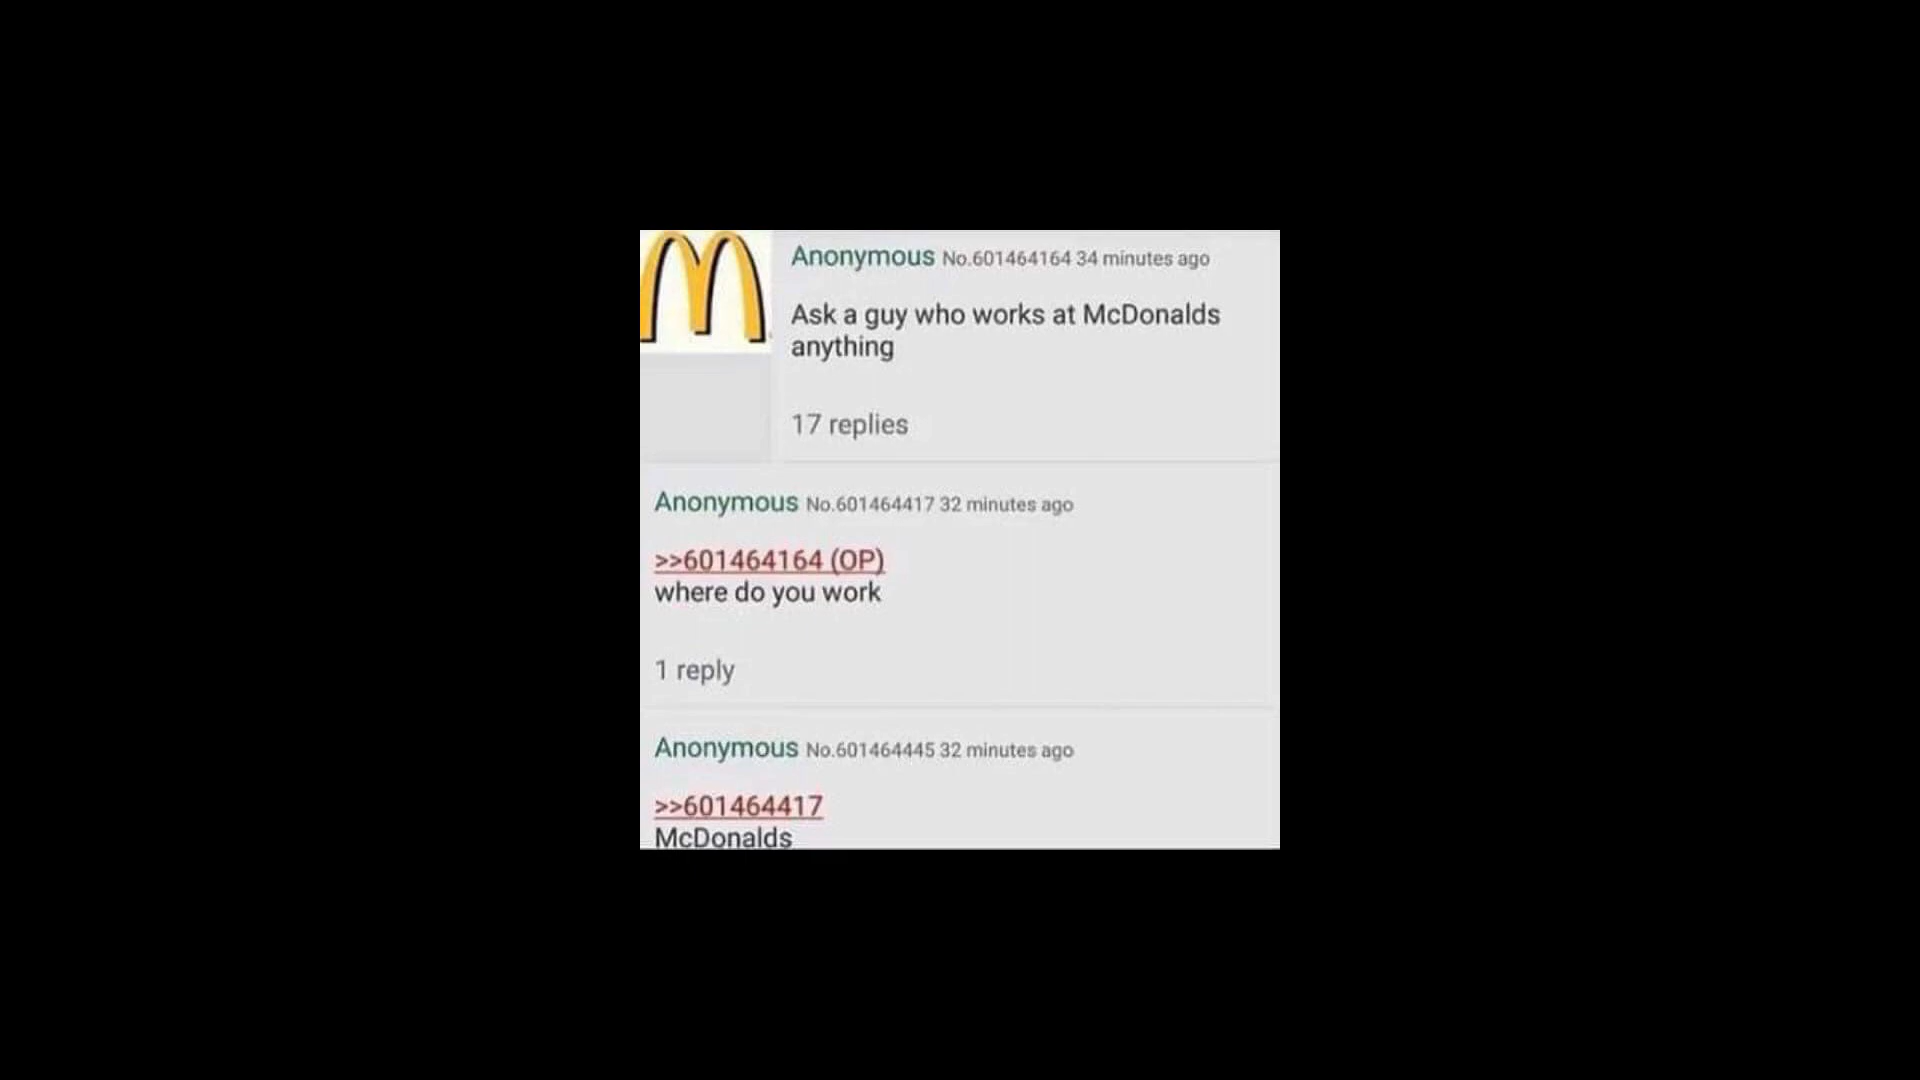 Anonymous No.601464164 34 minutes ago
Ask a guy who works at McDonalds
anything
17 replies
Anonymous No.601464417 32 minutes ago
>>601464164 (OP)
where do you work
1 reply
Anonymous No.601464445 32 minutes ago
>>601464417
McDonalds